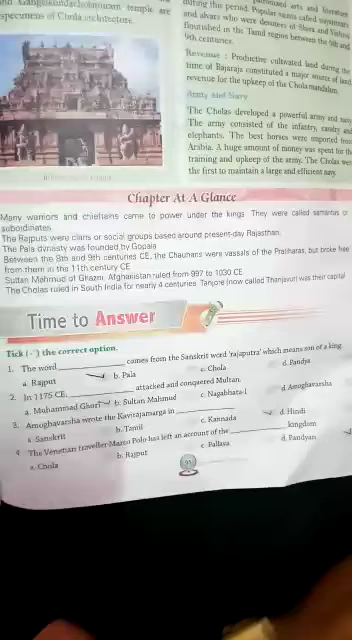 and Gangaikondacholapuram temple are
specimens of Chola architecture.
during this period. Popular saints called nayanmars
and alvars who were devotees of Shiva and Vishnu
flourished in the Tamil region between the 6th and
9th centuries.
Revenue : Productive cultivated land during the
time of Rajaraja constituted a major source of land
revenue for the upkeep of the Cholamandalam.
Army and Navy
The Cholas developed a powerful army and navy.
The army consisted of the infantry, cavalry and
elephants. The best horses were imported from
Arabia. A huge amount of money was spent for the
training and upkeep of the army. The Cholas were
the first to maintain a large and efficient navy.
Chapter At A Glance
Many warriors and chieftains came to power under the kings. They were called samantas or
subordinates.
The Rajputs were clans or social groups based around present-day Rajasthan.
The Pala dynasty was founded by Gopala
Between the 8th and 9th centuries CE, the Chauhans were vassals of the Pratiharas, but broke free
from them in the 11th century CE
Sultan Mahmud of Ghazni, Afghanistan ruled from 997 to 1030 CE
The Cholas ruled in South India for nearly 4 centuries. Tanjore (now called Thanjavur) was their capital
Time to Answer
Tick (✓) the correct option.
1. The word ________ comes from the Sanskrit word 'rajaputra' which means son of a king.
a. Rajput b. Pala c. Chola d. Pandya
2. In 1175 CE, ________ attacked and conquered Multan.
a. Muhammad Ghori b. Sultan Mahmud c. Nagabhata-I d. Amoghavarsha
3. Amoghavarsha wrote the Kavirajamarga in ________
a. Sanskrit b. Tamil c. Kannada d. Hindi
4. The Venetian traveller Marco Polo has left an account of the ________ kingdom
a. Chola b. Rajput c. Pallava d. Pandyan